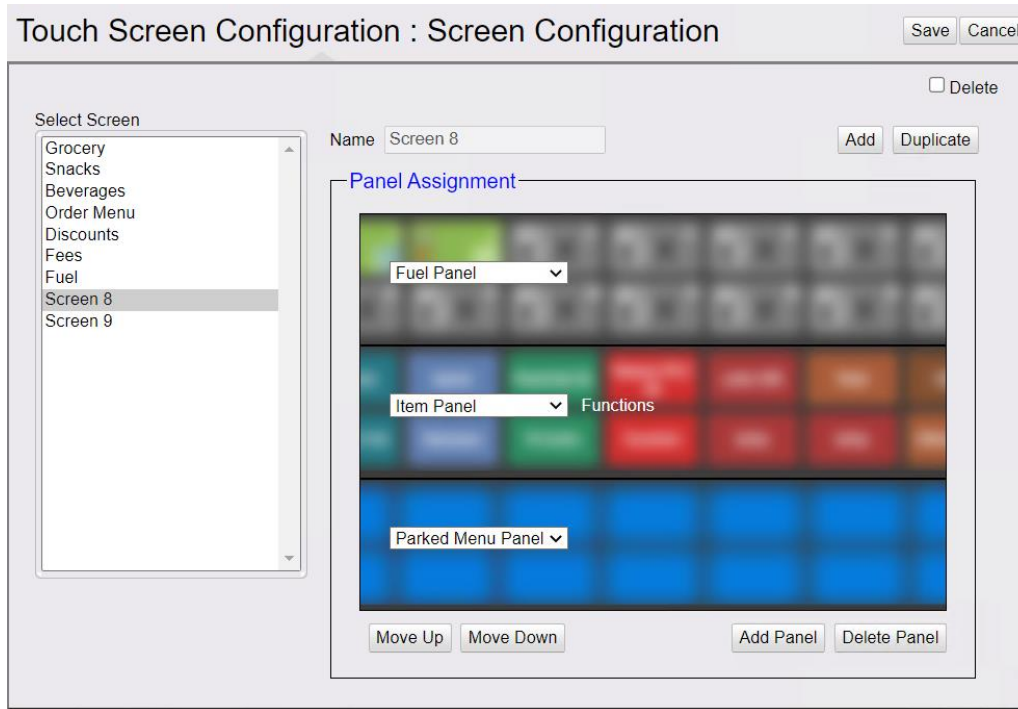 Touch Screen Configuration : Screen Configuration
Save Cancel
Delete
Select Screen
Grocery
Snacks
Beverages
Order Menu
Discounts
Fees
Fuel
Screen 8
Screen 9
Name Screen 8
Add Duplicate
Panel Assignment
Fuel Panel
Item Panel Functions
Parked Menu Panel
Move Up Move Down Add Panel Delete Panel